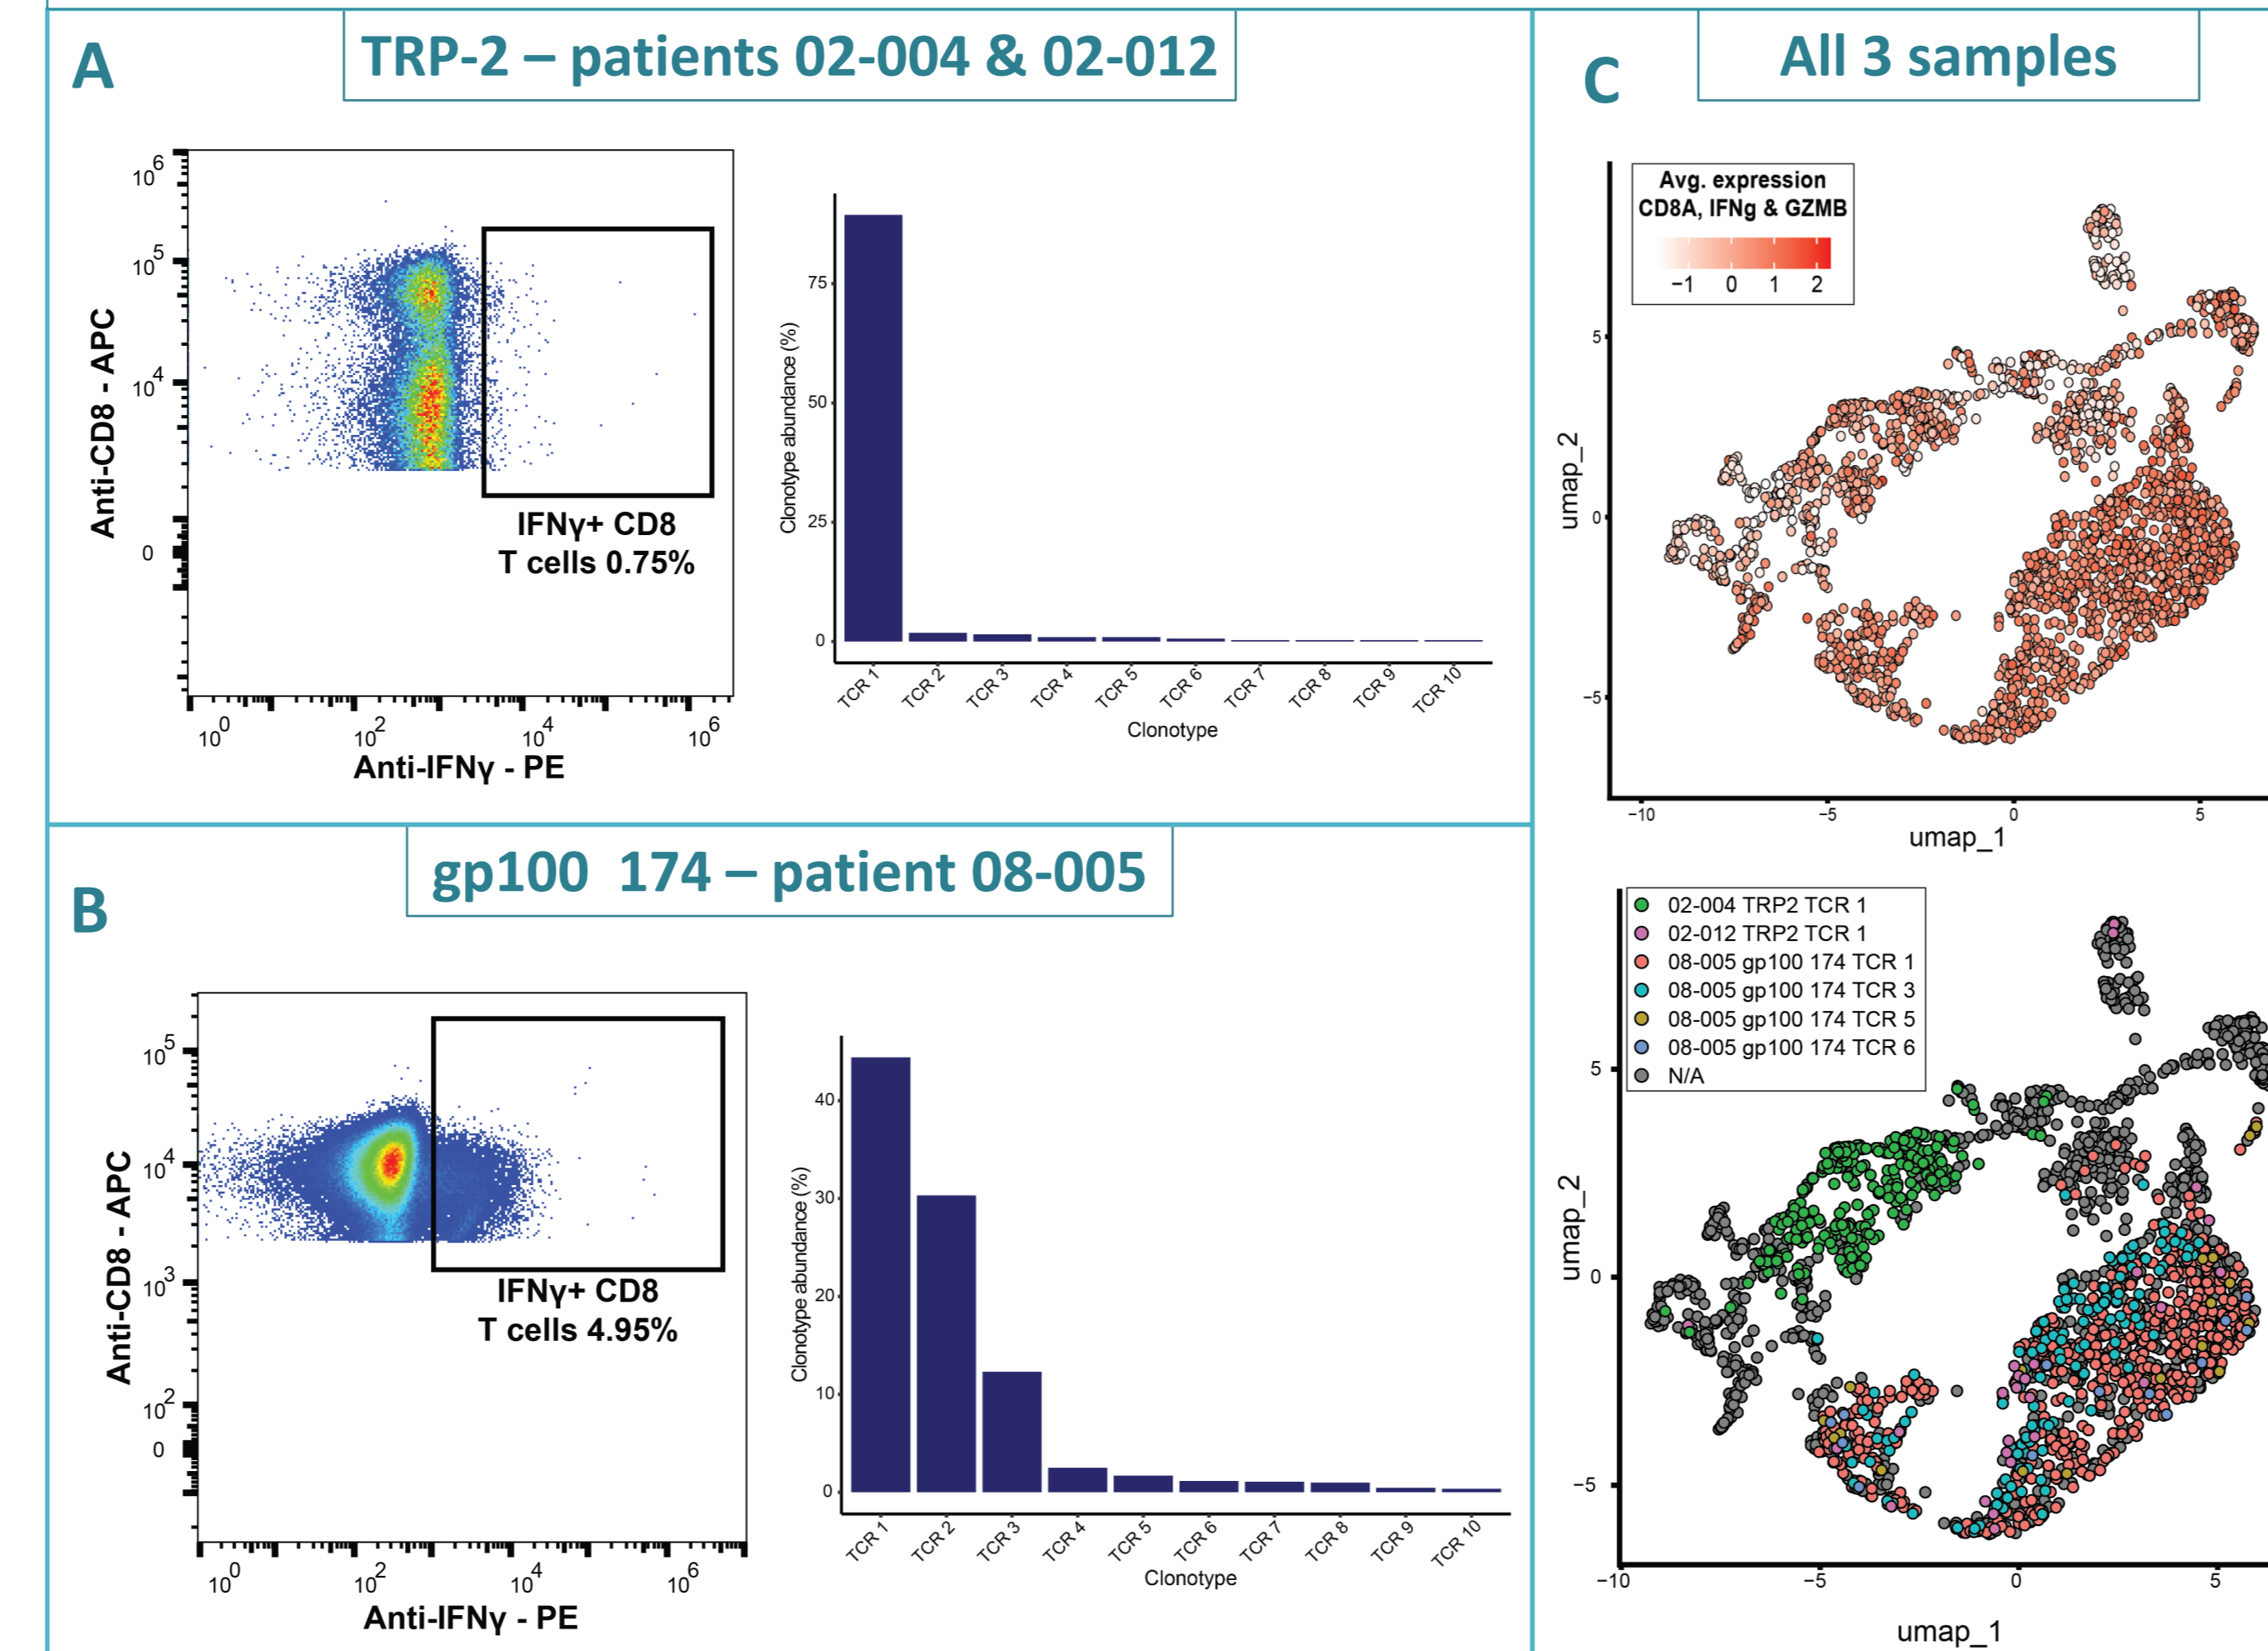 A
TRP-2 – patients 02-004 & 02-012
10^6
10^5
10^4
0
Anti-CD8 - APC
10^0
10^2
10^4
10^6
Anti-IFNγ - PE
IFNγ+ CD8
T cells 0.75%
Clonotype abundance (%)
75
50
25
0
TCR 1
TCR 2
TCR 3
TCR 4
TCR 5
TCR 6
TCR 7
TCR 8
TCR 9
TCR 10
Clonotype
B
gp100 174 – patient 08-005
10^5
10^4
10^3
10^2
0
Anti-CD8 - APC
10^0
10^2
10^4
10^6
Anti-IFNγ - PE
IFNγ+ CD8
T cells 4.95%
Clonotype abundance (%)
40
30
20
10
0
TCR 1
TCR 2
TCR 3
TCR 4
TCR 5
TCR 6
TCR 7
TCR 8
TCR 9
TCR 10
Clonotype
C
All 3 samples
Avg. expression
CD8A, IFNg & GZMB
−1 0 1 2
umap_2
5
0
−5
−10
−5
0
5
umap_1
02-004 TRP2 TCR 1
02-012 TRP2 TCR 1
08-005 gp100 174 TCR 1
08-005 gp100 174 TCR 3
08-005 gp100 174 TCR 5
08-005 gp100 174 TCR 6
N/A
umap_2
5
0
−5
−10
−5
0
5
umap_1